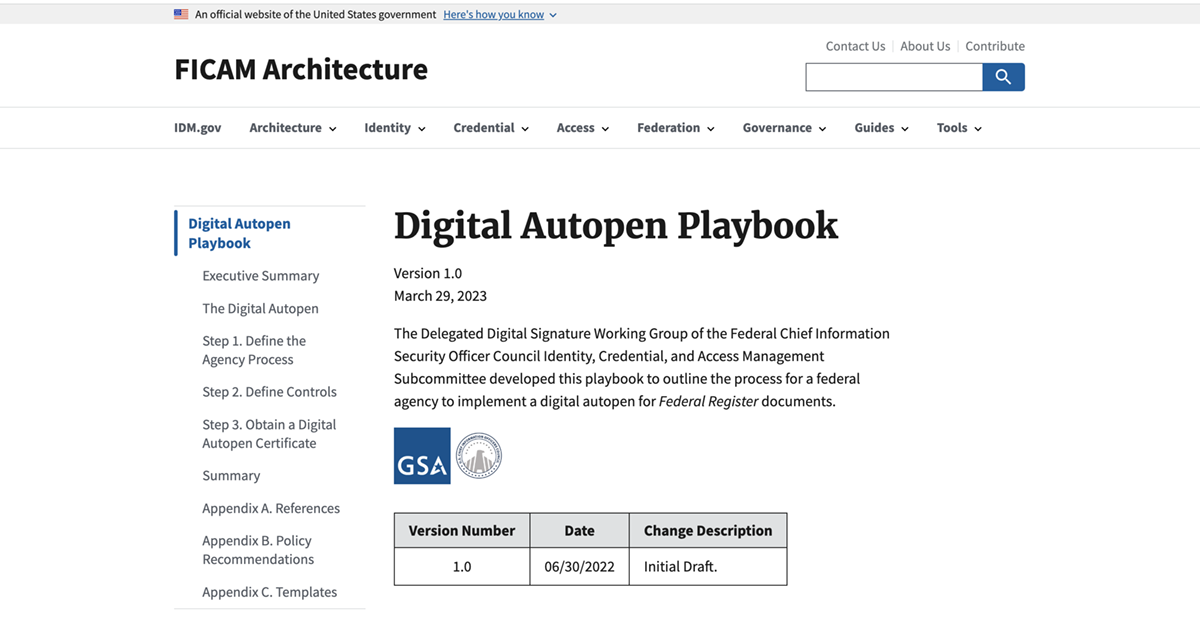 An official website of the United States government Here's how you know
Contact Us About Us Contribute
FICAM Architecture
IDM.gov Architecture Identity Credential Access Federation Governance Guides Tools
Digital Autopen
Playbook
Executive Summary
The Digital Autopen
Step 1. Define the
Agency Process
Step 2. Define Controls
Step 3. Obtain a Digital
Autopen Certificate
Summary
Appendix A. References
Appendix B. Policy
Recommendations
Appendix C. Templates
Digital Autopen Playbook
Version 1.0
March 29, 2023
The Delegated Digital Signature Working Group of the Federal Chief Information
Security Officer Council Identity, Credential, and Access Management
Subcommittee developed this playbook to outline the process for a federal
agency to implement a digital autopen for Federal Register documents.
GSA
Version Number Date Change Description
1.0 06/30/2022 Initial Draft.